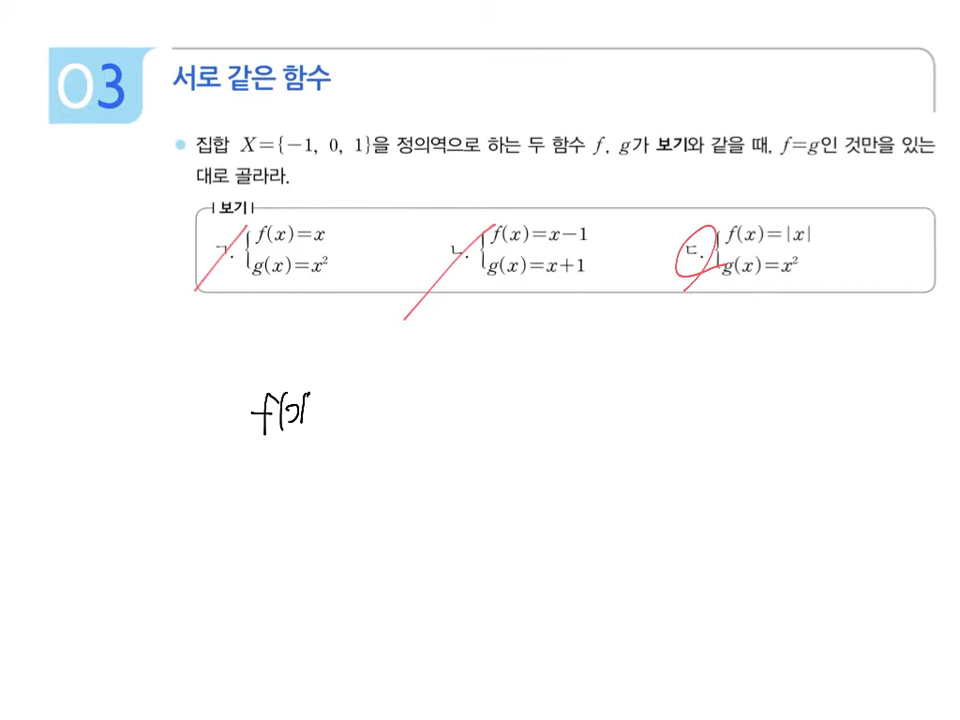 03 서로 같은 함수
집합 X={-1, 0, 1}을 정의역으로 하는 두 함수 f, g가 보기와 같을 때, f=g인 것만을 있는
대로 골라라.
보기
ㄱ. { f(x)=x
g(x)=x²
ㄴ. { f(x)=x-1
g(x)=x+1
ㄷ. { f(x)=|x|
g(x)=x²